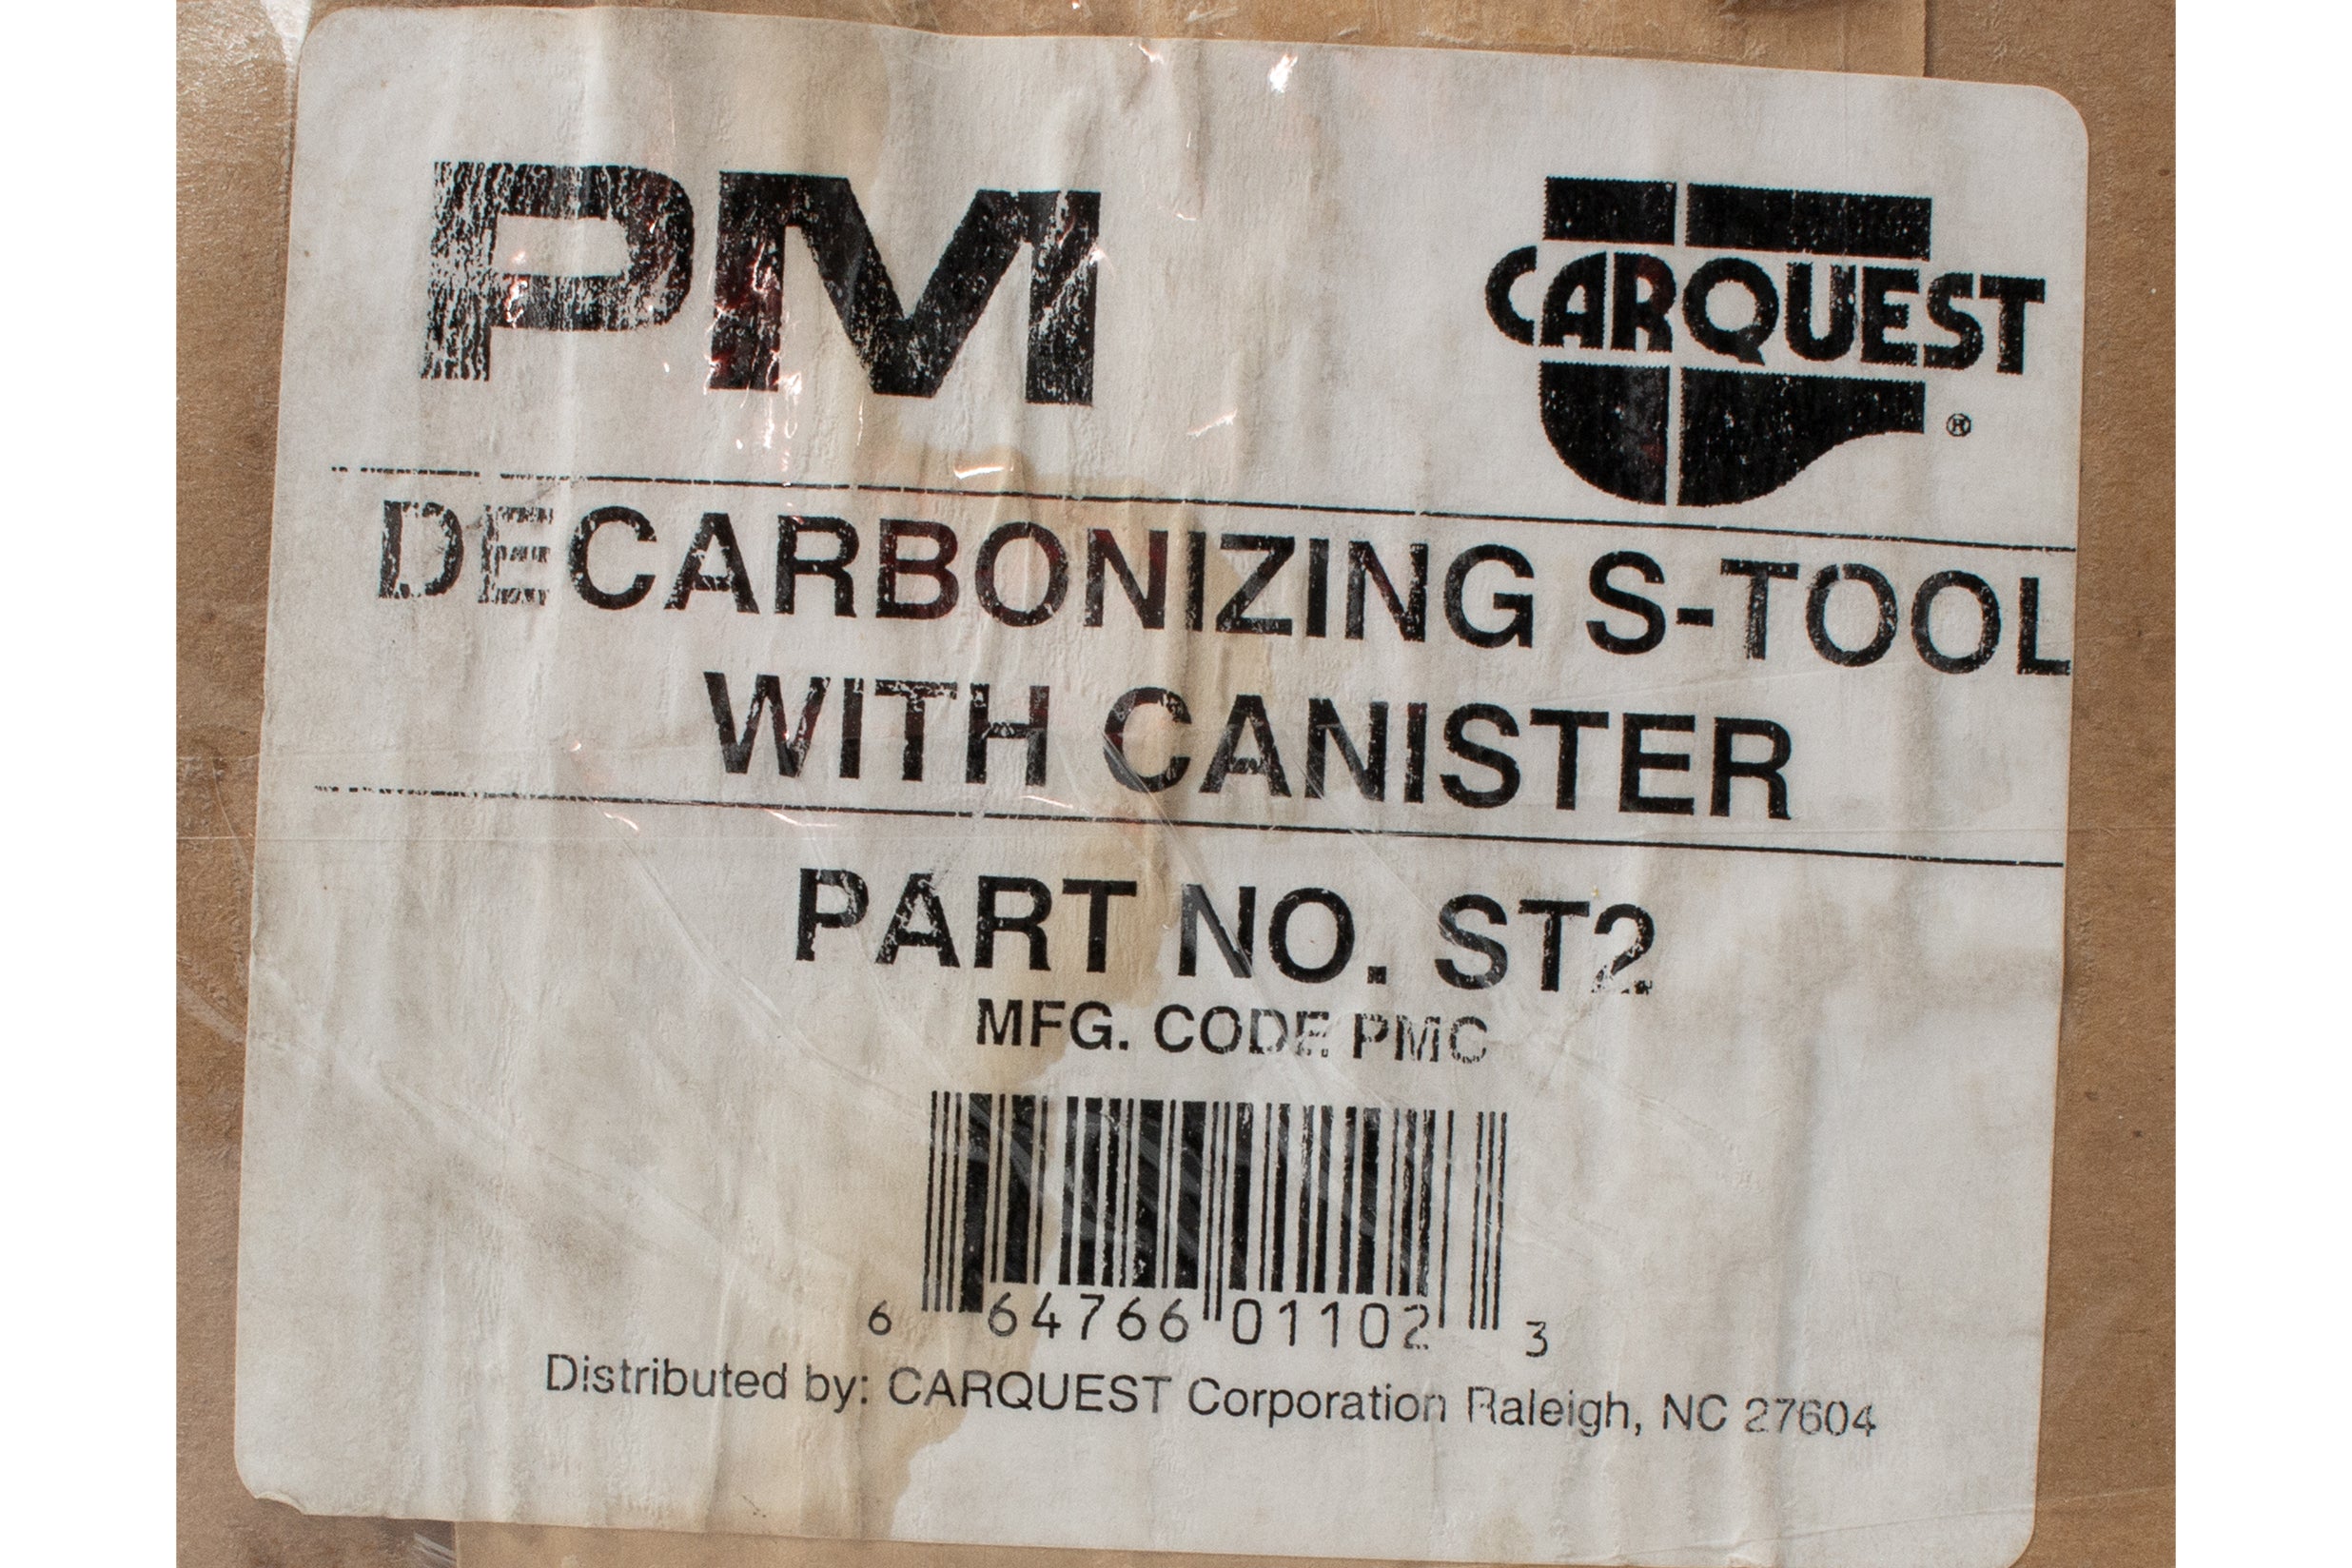 PM
CARQUEST
®
DECARBONIZING S-TOOL
WITH CANISTER
PART NO. ST2
MFG. CODE PMC
6 64766 01102 3
Distributed by: CARQUEST Corporation Raleigh, NC 27604